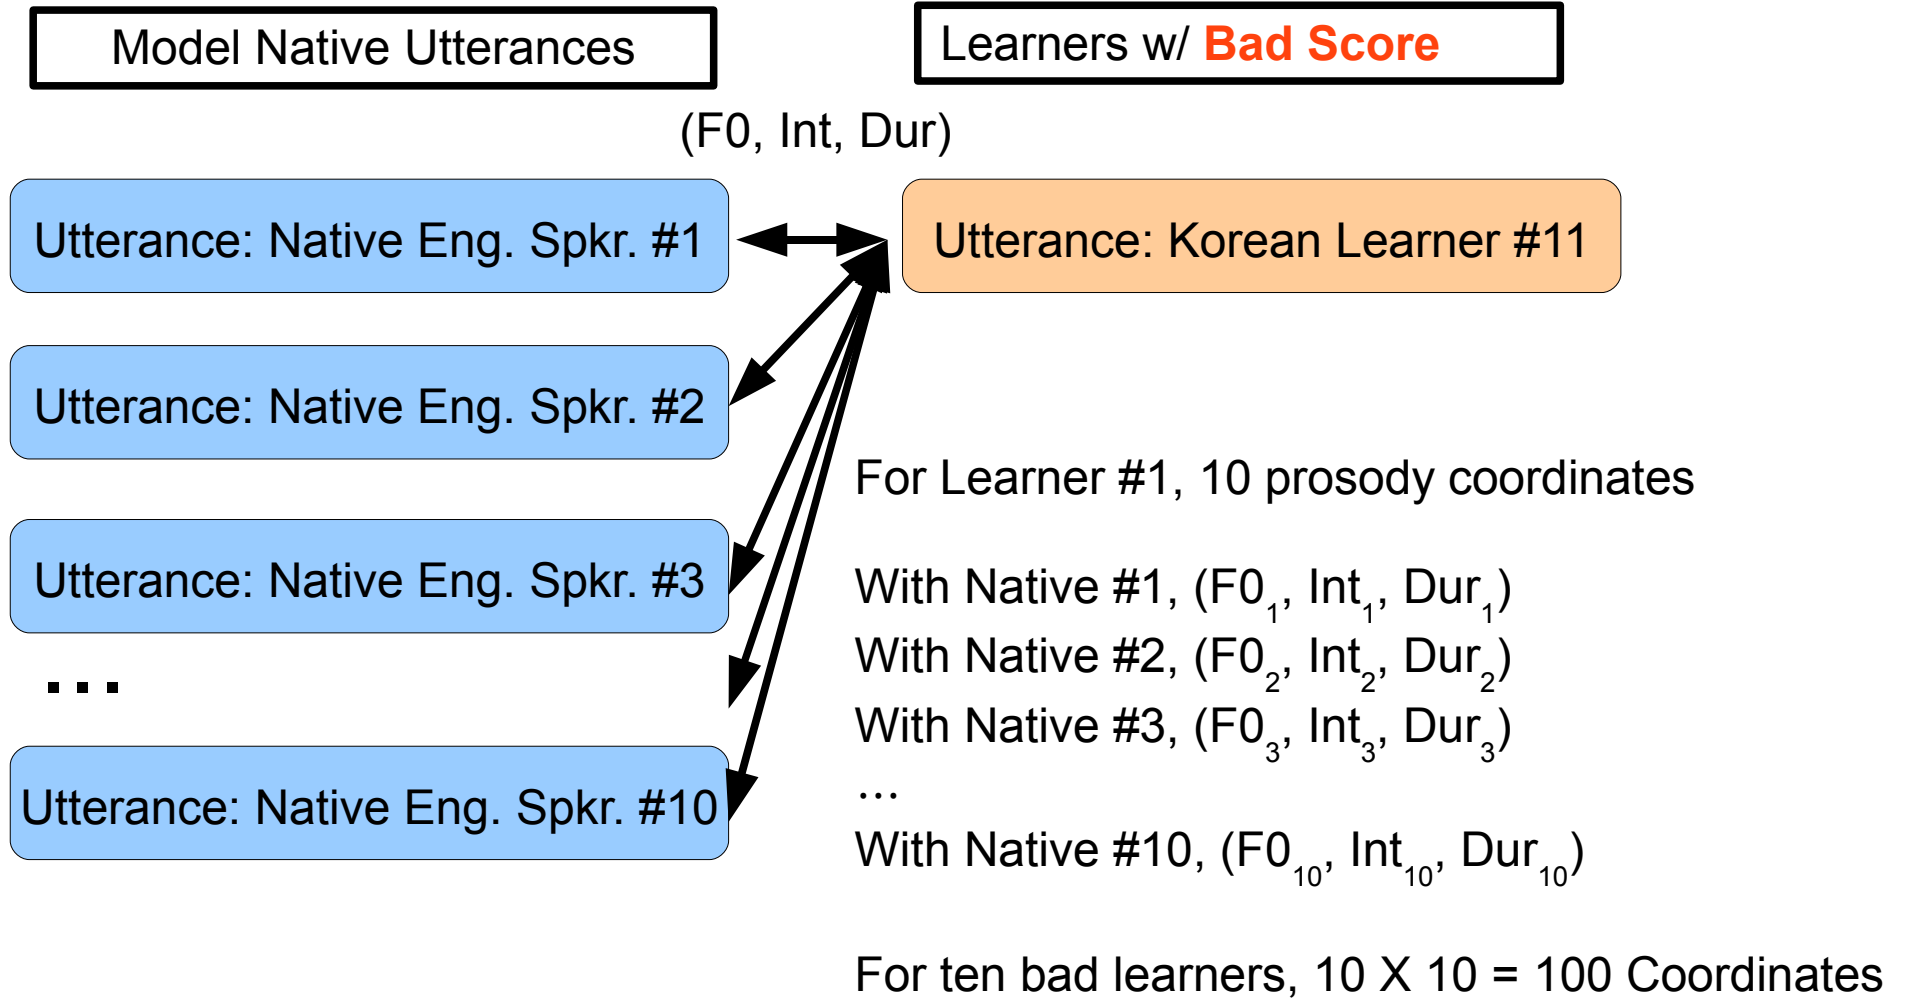 Model Native Utterances
Learners w/ Bad Score
(F0, Int, Dur)
Utterance: Native Eng. Spkr. #1
Utterance: Korean Learner #11
Utterance: Native Eng. Spkr. #2
Utterance: Native Eng. Spkr. #3
...
Utterance: Native Eng. Spkr. #10
For Learner #1, 10 prosody coordinates
With Native #1, (F0₁, Int₁, Dur₁)
With Native #2, (F0₂, Int₂, Dur₂)
With Native #3, (F0₃, Int₃, Dur₃)
...
With Native #10, (F0₁₀, Int₁₀, Dur₁₀)
For ten bad learners, 10 X 10 = 100 Coordinates